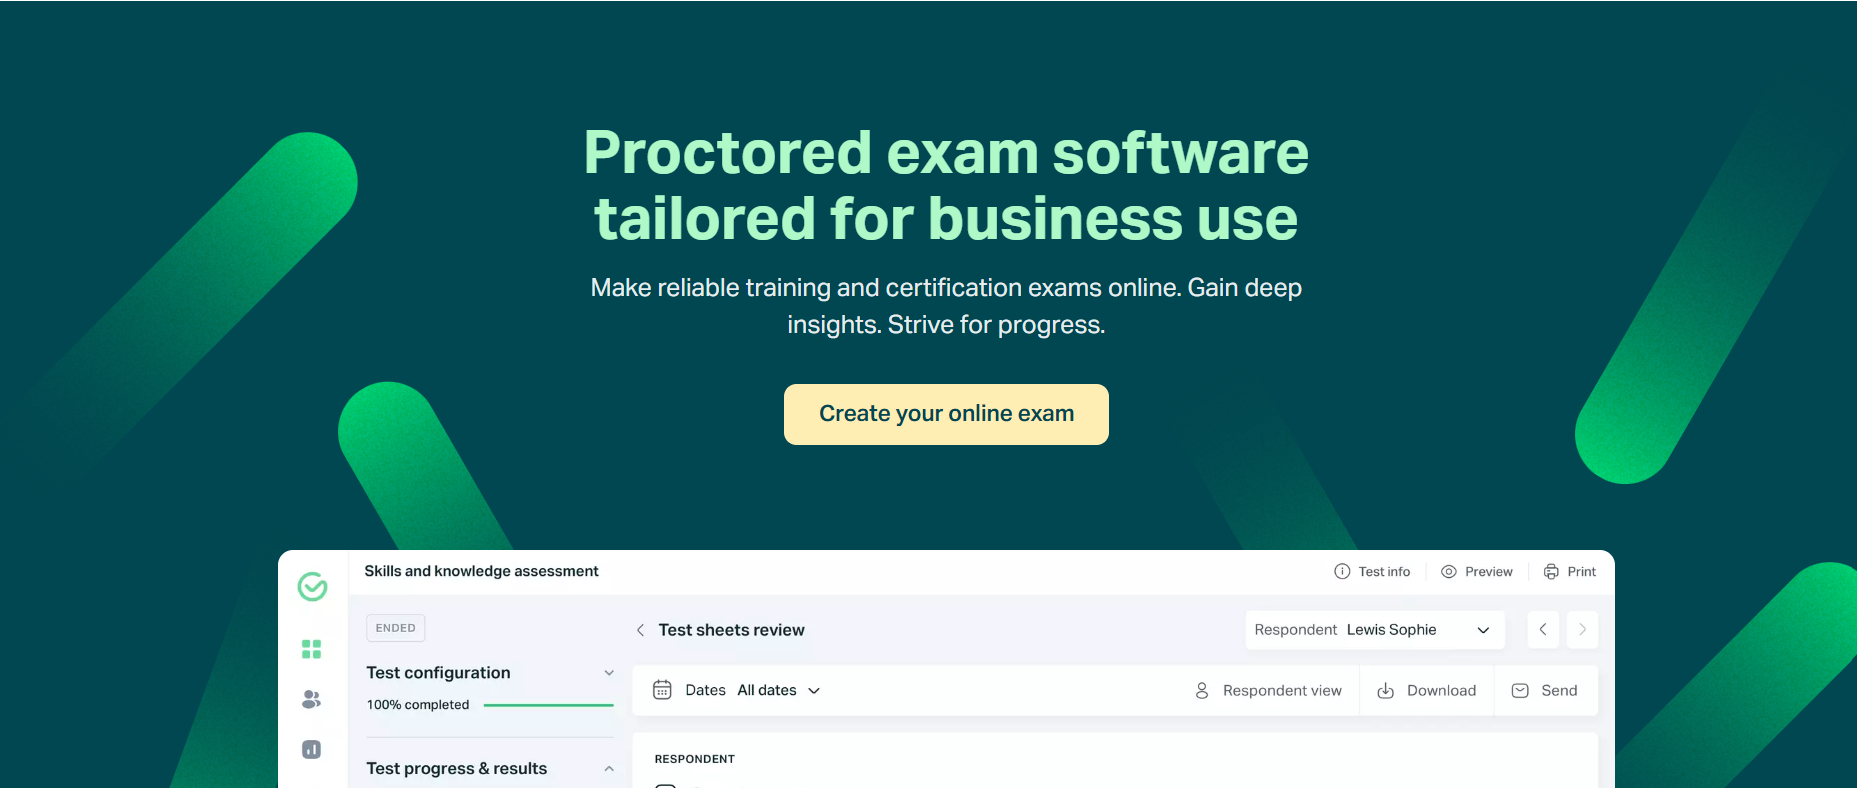 Proctored exam software
tailored for business use
Make reliable training and certification exams online. Gain deep
insights. Strive for progress.
Create your online exam
Skills and knowledge assessment
Test info
Preview
Print
ENDED
Test sheets review
Respondent Lewis Sophie
Test configuration
100% completed
Dates All dates
Respondent view
Download
Send
RESPONDENT
Test progress & results